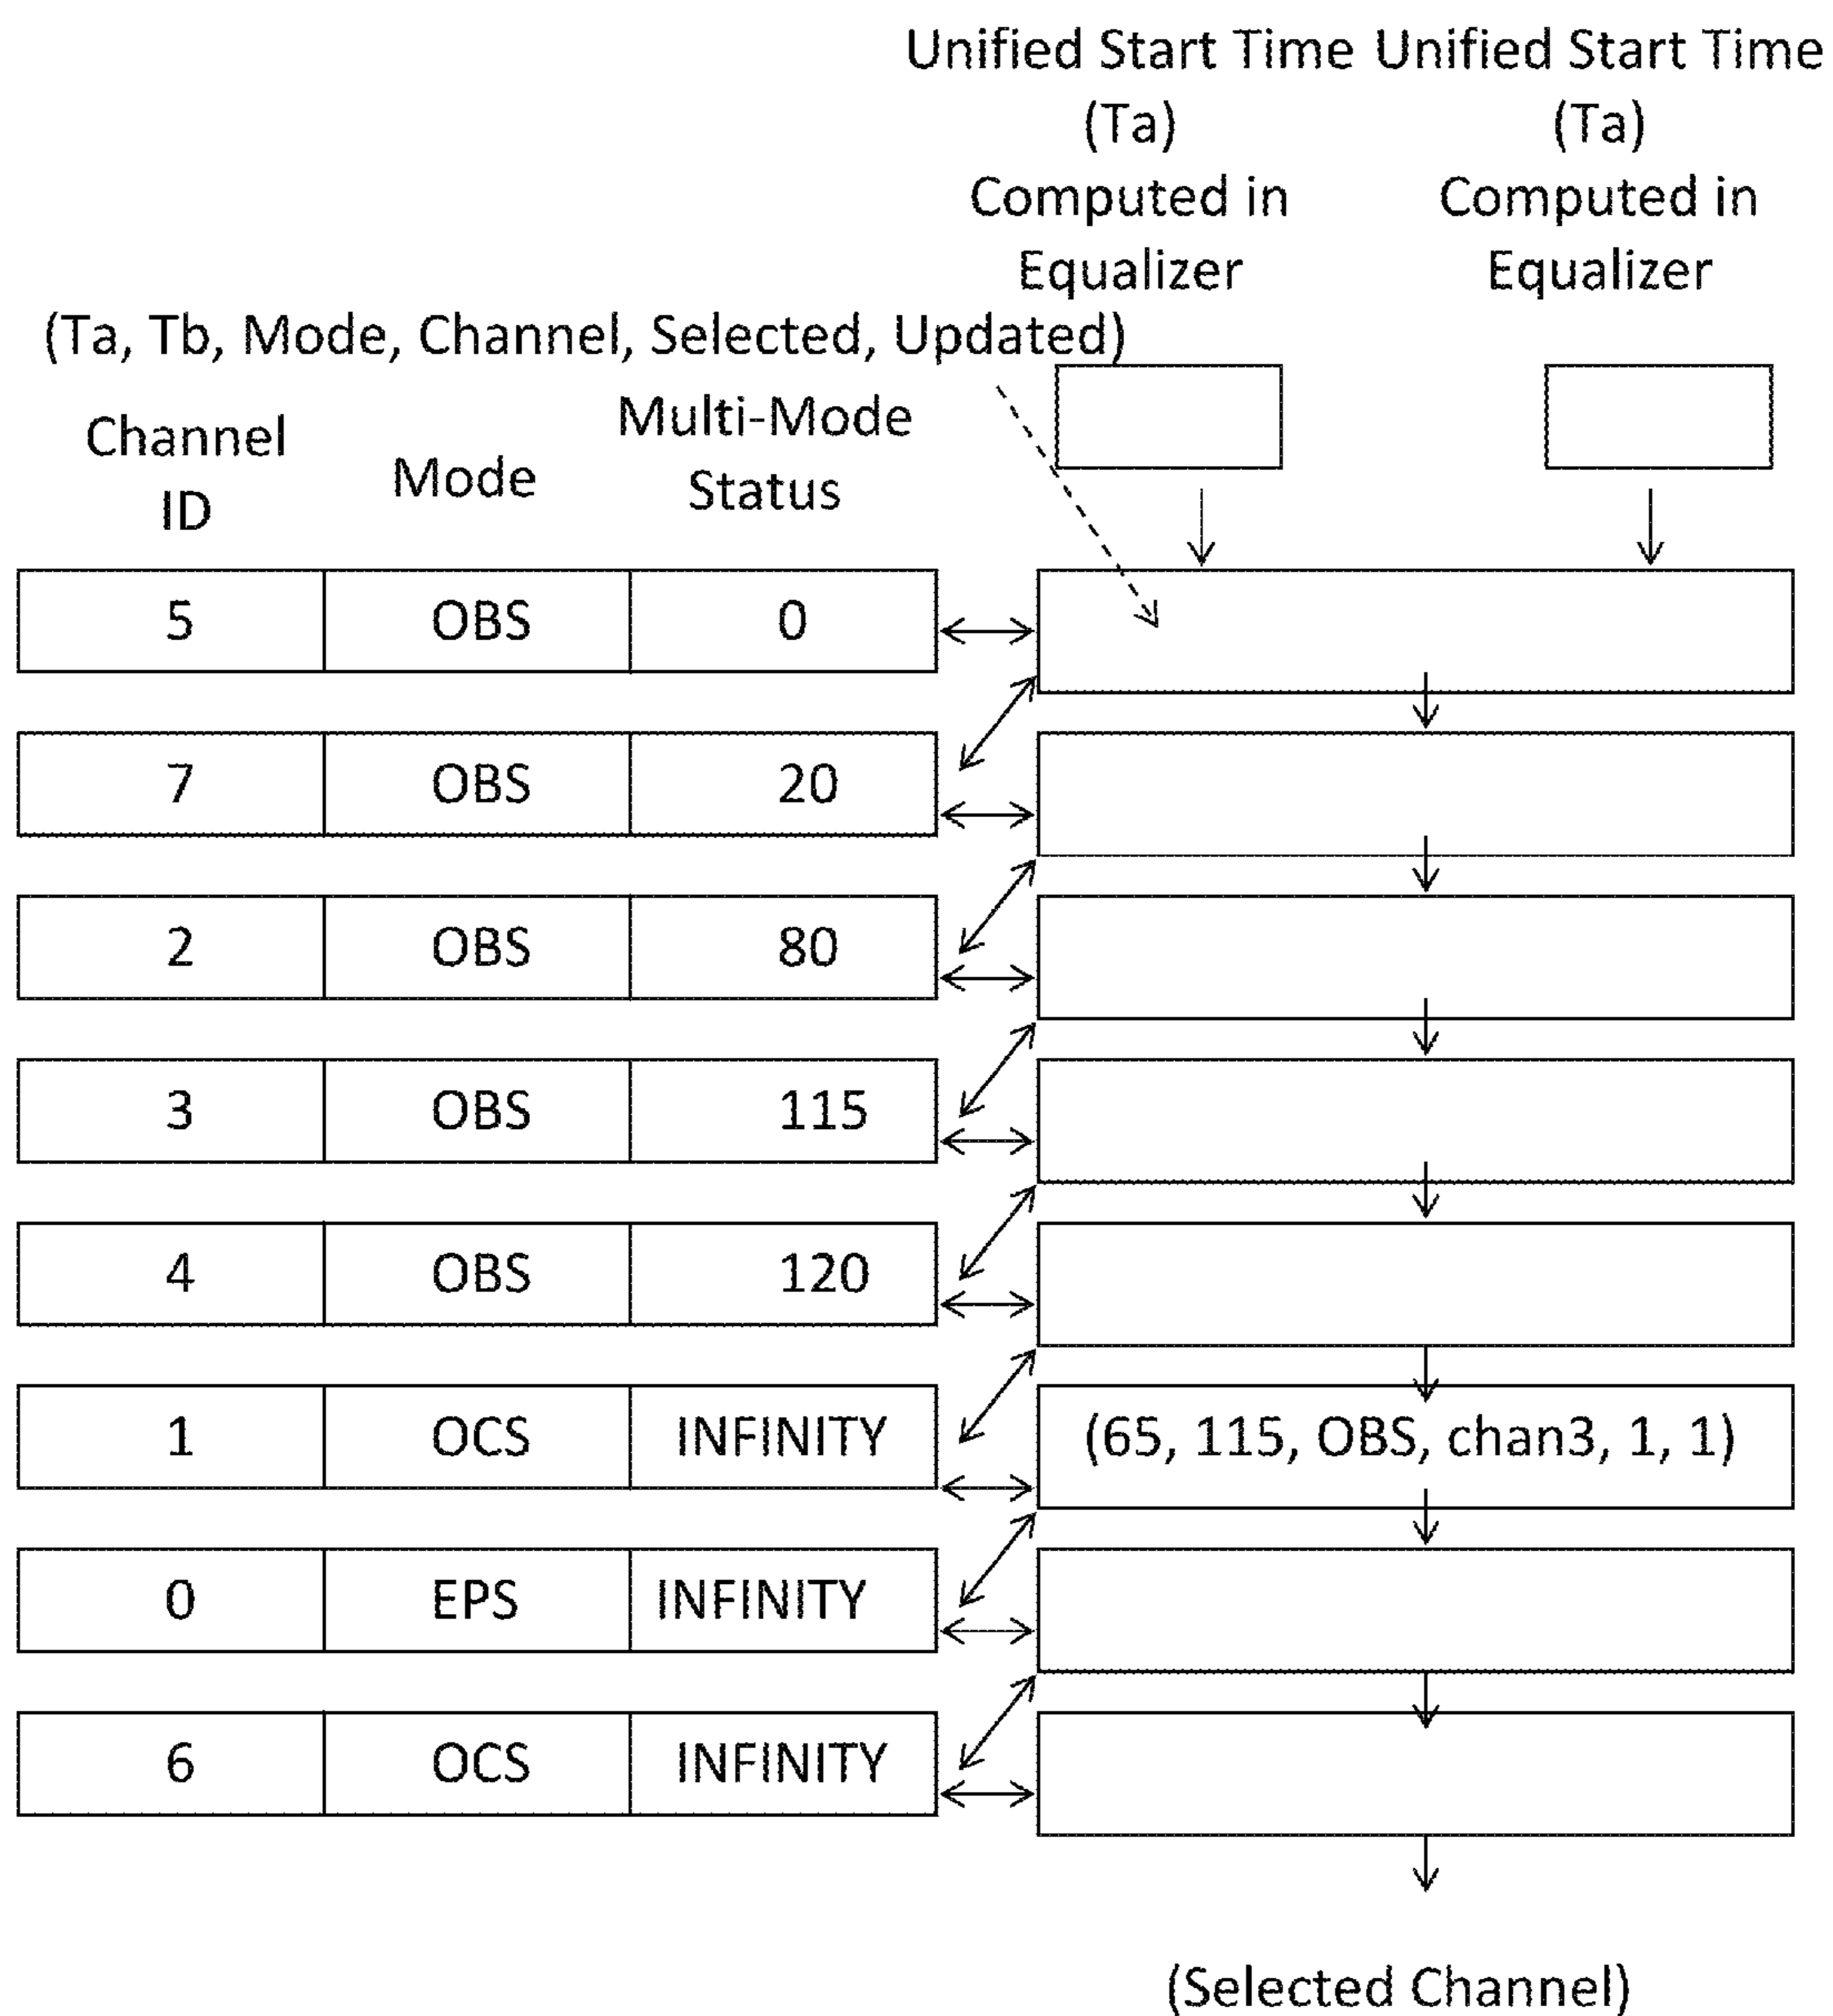 Unified Start Time Unified Start Time
(Ta) (Ta)
Computed in Computed in
Equalizer Equalizer
(Ta, Tb, Mode, Channel, Selected, Updated)
Channel ID Mode Multi-Mode Status
5 OBS 0
7 OBS 20
2 OBS 80
3 OBS 115
4 OBS 120
1 OCS INFINITY (65, 115, OBS, chan3, 1, 1)
0 EPS INFINITY
6 OCS INFINITY
(Selected Channel)